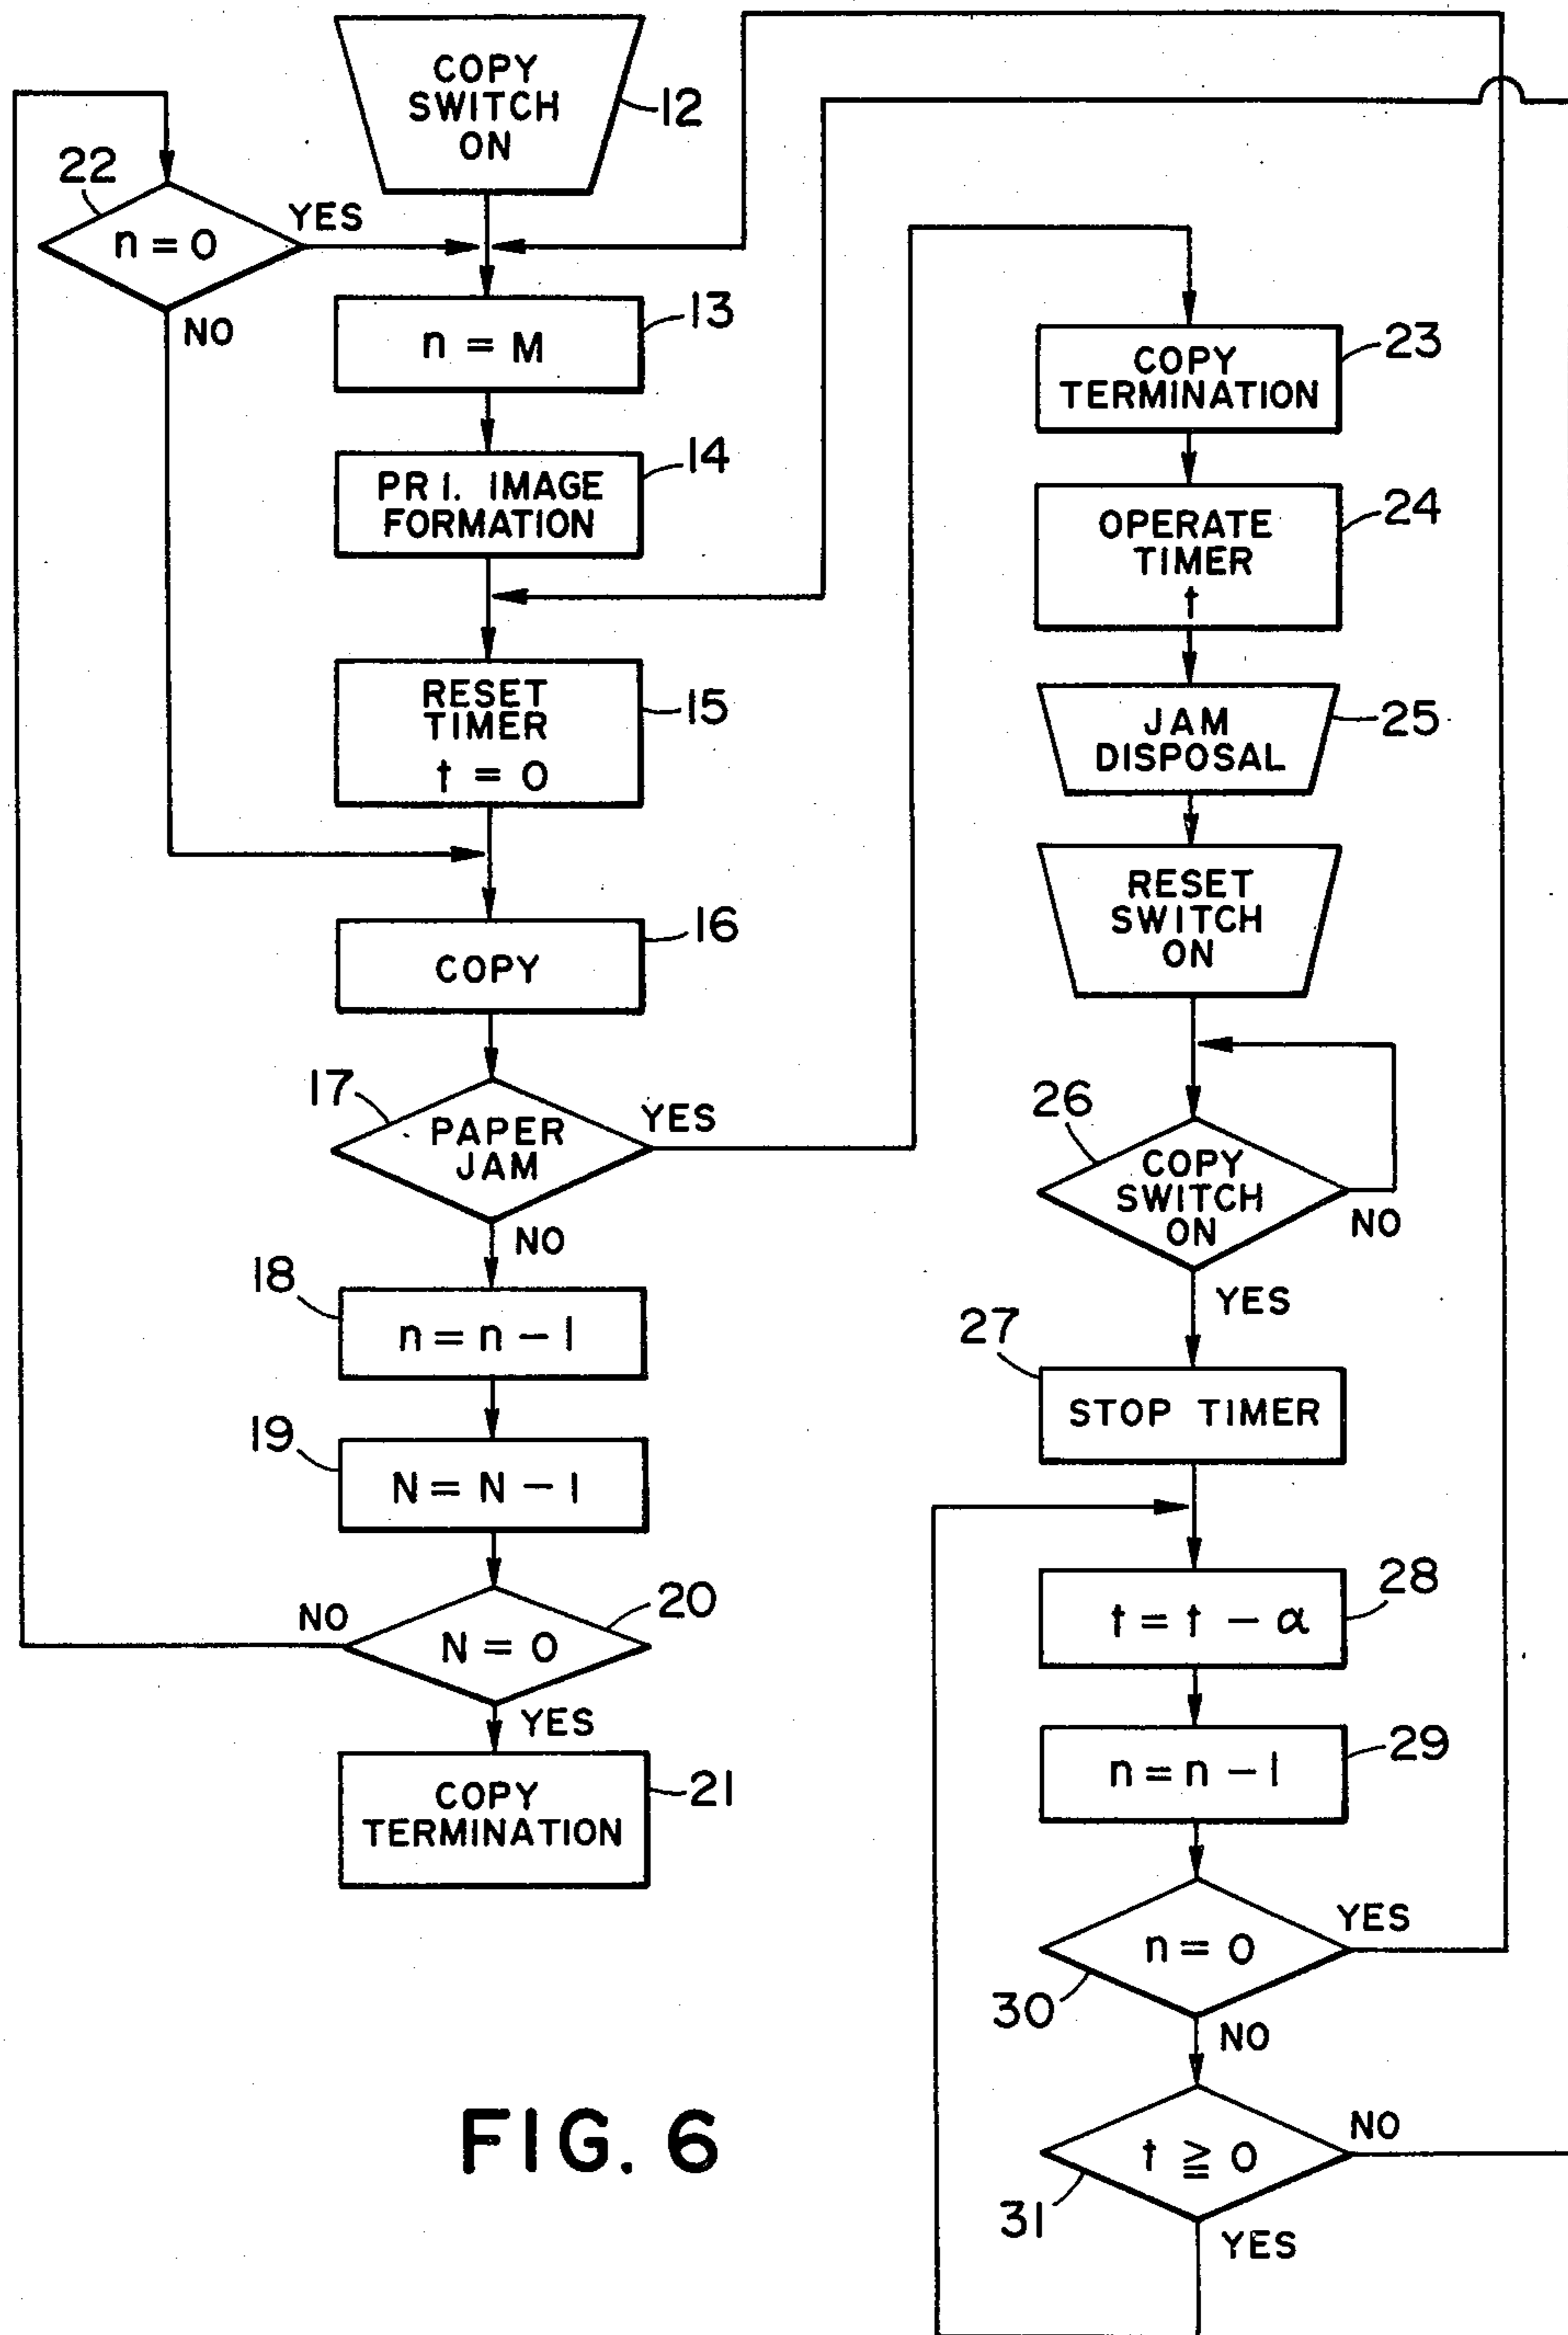 COPY
SWITCH
ON
12
22
n = 0
YES
NO
n = M
13
PRI. IMAGE
FORMATION
14
RESET
TIMER
t = 0
15
COPY
16
17
PAPER
JAM
YES
NO
18
n = n - 1
19
N = N - 1
20
N = 0
NO
YES
COPY
TERMINATION
21
COPY
TERMINATION
23
OPERATE
TIMER
t
24
JAM
DISPOSAL
25
RESET
SWITCH
ON
26
COPY
SWITCH
ON
NO
YES
27
STOP TIMER
t = t - α
28
n = n - 1
29
n = 0
YES
30
NO
t ≧ 0
NO
31
YES
FIG. 6